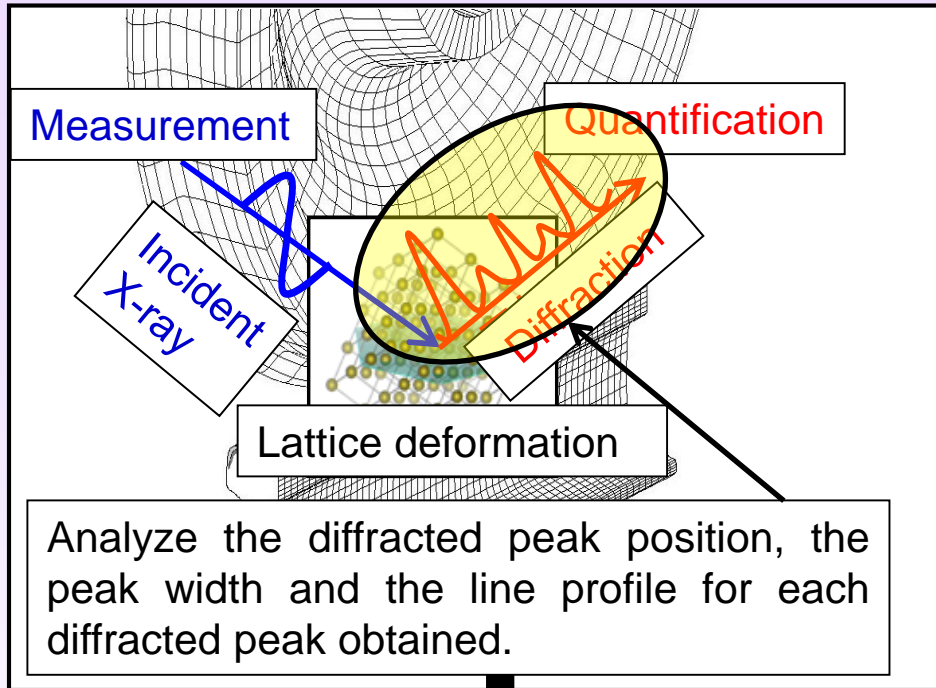 Measurement
Quantification
Incident
X-ray
Diffraction
Lattice deformation
Analyze the diffracted peak position, the
peak width and the line profile for each
diffracted peak obtained.